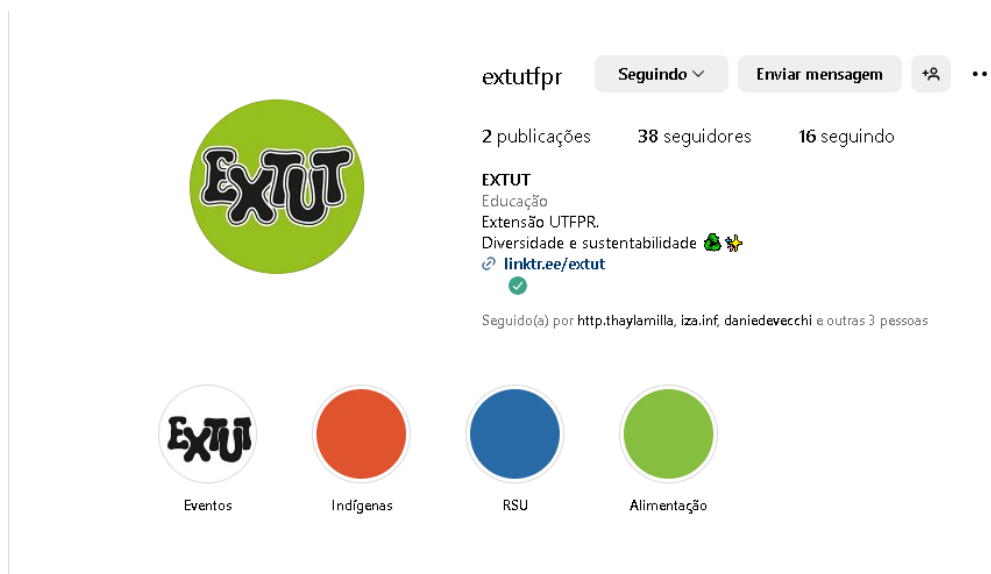 EXTUT
extutfpr Seguindo Enviar mensagem
2 publicações 38 seguidores 16 seguindo
EXTUT
Educação
Extensão UTFPR.
Diversidade e sustentabilidade
linktr.ee/extut
Seguido(a) por http.thaylamilla, iza.inf, daniedevecchi e outras 3 pessoas
EXTUT
Eventos Indígenas RSU Alimentação